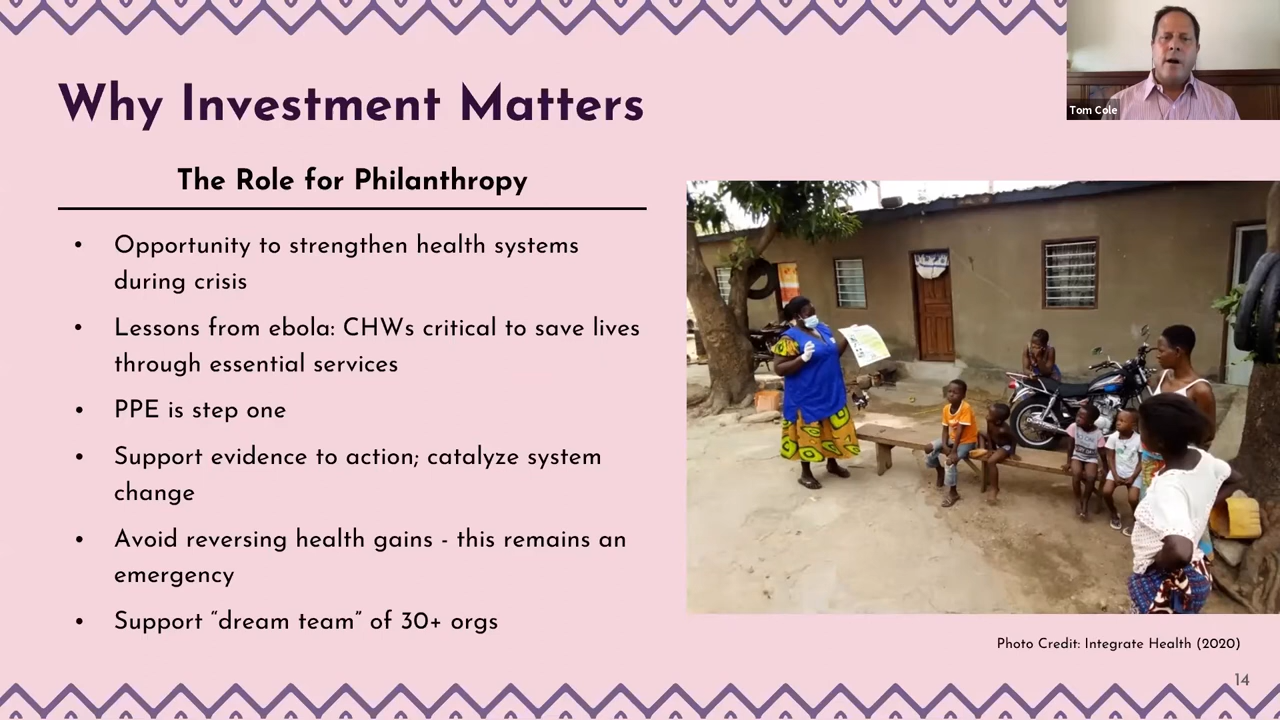 Why Investment Matters
Tom Cole
The Role for Philanthropy
• Opportunity to strengthen health systems
during crisis
• Lessons from ebola: CHWs critical to save lives
through essential services
• PPE is step one
• Support evidence to action; catalyze system
change
• Avoid reversing health gains - this remains an
emergency
• Support “dream team” of 30+ orgs
Photo Credit: Integrate Health (2020)
14